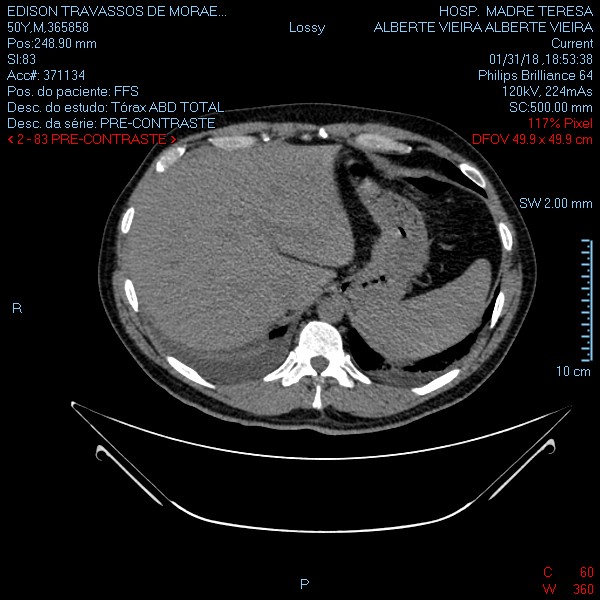 EDISON TRAVASSOS DE MORAE...
50Y,M,365858
Pos:248.90 mm
SI:83
Acc#: 371134
Pos. do paciente: FFS
Desc. do estudo: Tórax ABD TOTAL
Desc. da série: PRE-CONTRASTE
< 2 - 83 PRE-CONTRASTE >
Lossy
HOSP. MADRE TERESA
ALBERTE VIEIRA ALBERTE VIEIRA
Current
01/31/18 ,18:53:38
Philips Brilliance 64
120kV, 224mAs
SC:500.00 mm
117% Pixel
DFOV 49.9 x 49.9 cm
SW 2.00 mm
R
10 cm
P
C 60
W 360